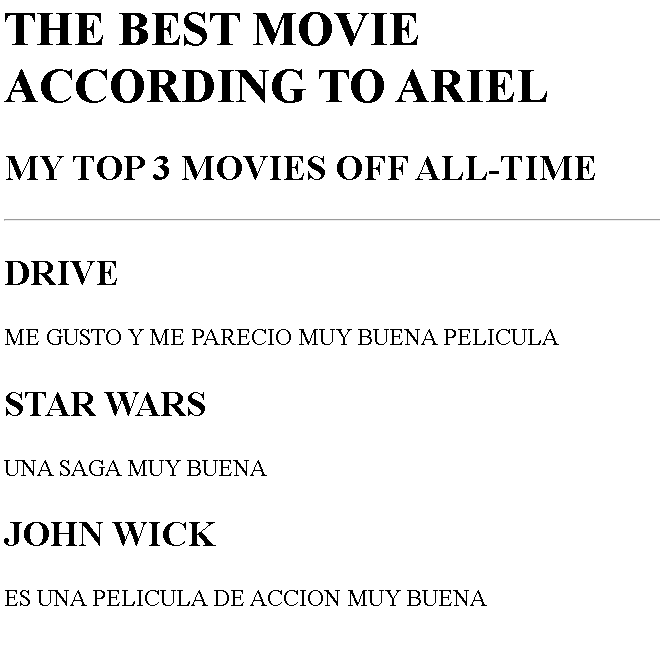 THE BEST MOVIE
ACCORDING TO ARIEL
MY TOP 3 MOVIES OFF ALL-TIME
DRIVE
ME GUSTO Y ME PARECIO MUY BUENA PELICULA
STAR WARS
UNA SAGA MUY BUENA
JOHN WICK
ES UNA PELICULA DE ACCION MUY BUENA